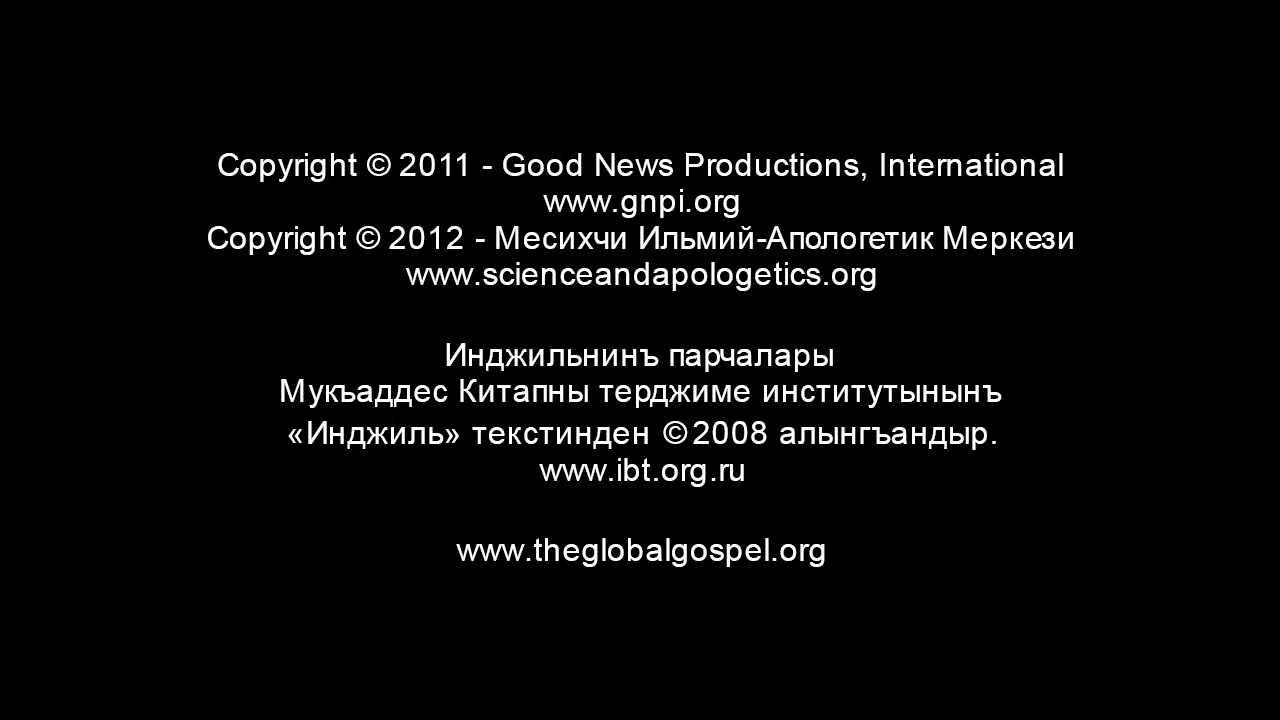 Copyright © 2011 - Good News Productions, International
www.gnpi.org
Copyright © 2012 - Месихчи Ильмий-Апологетик Меркези
www.scienceandapologetics.org
Инджильнинъ парчалары
Мукъаддес Китапны терджиме институтынынъ
«Инджиль» текстинден © 2008 алынгъандыр.
www.ibt.org.ru
www.theglobalgospel.org